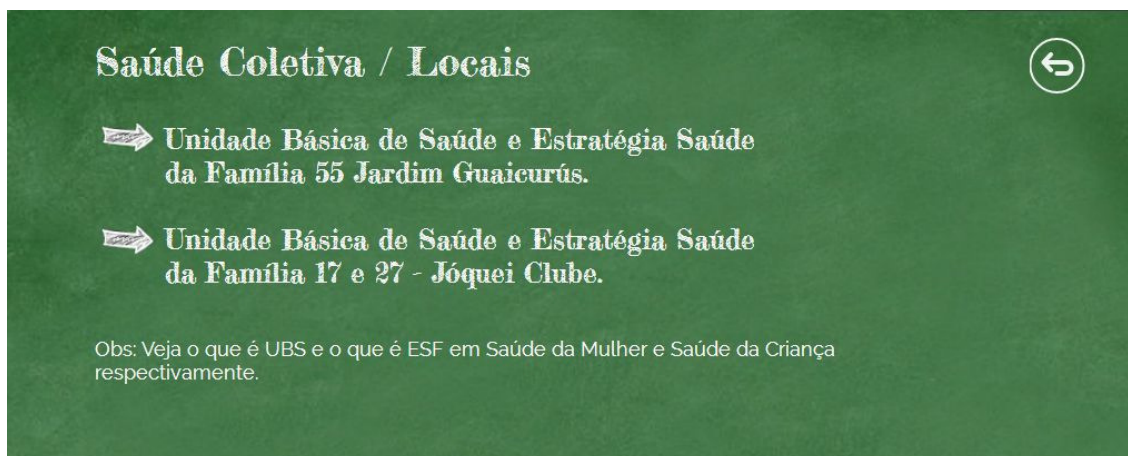 Saúde Coletiva / Locais
Unidade Básica de Saúde e Estratégia Saúde
da Família 55 Jardim Guaicurús.
Unidade Básica de Saúde e Estratégia Saúde
da Família 17 e 27 - Jóquei Clube.
Obs: Veja o que é UBS e o que é ESF em Saúde da Mulher e Saúde da Criança
respectivamente.